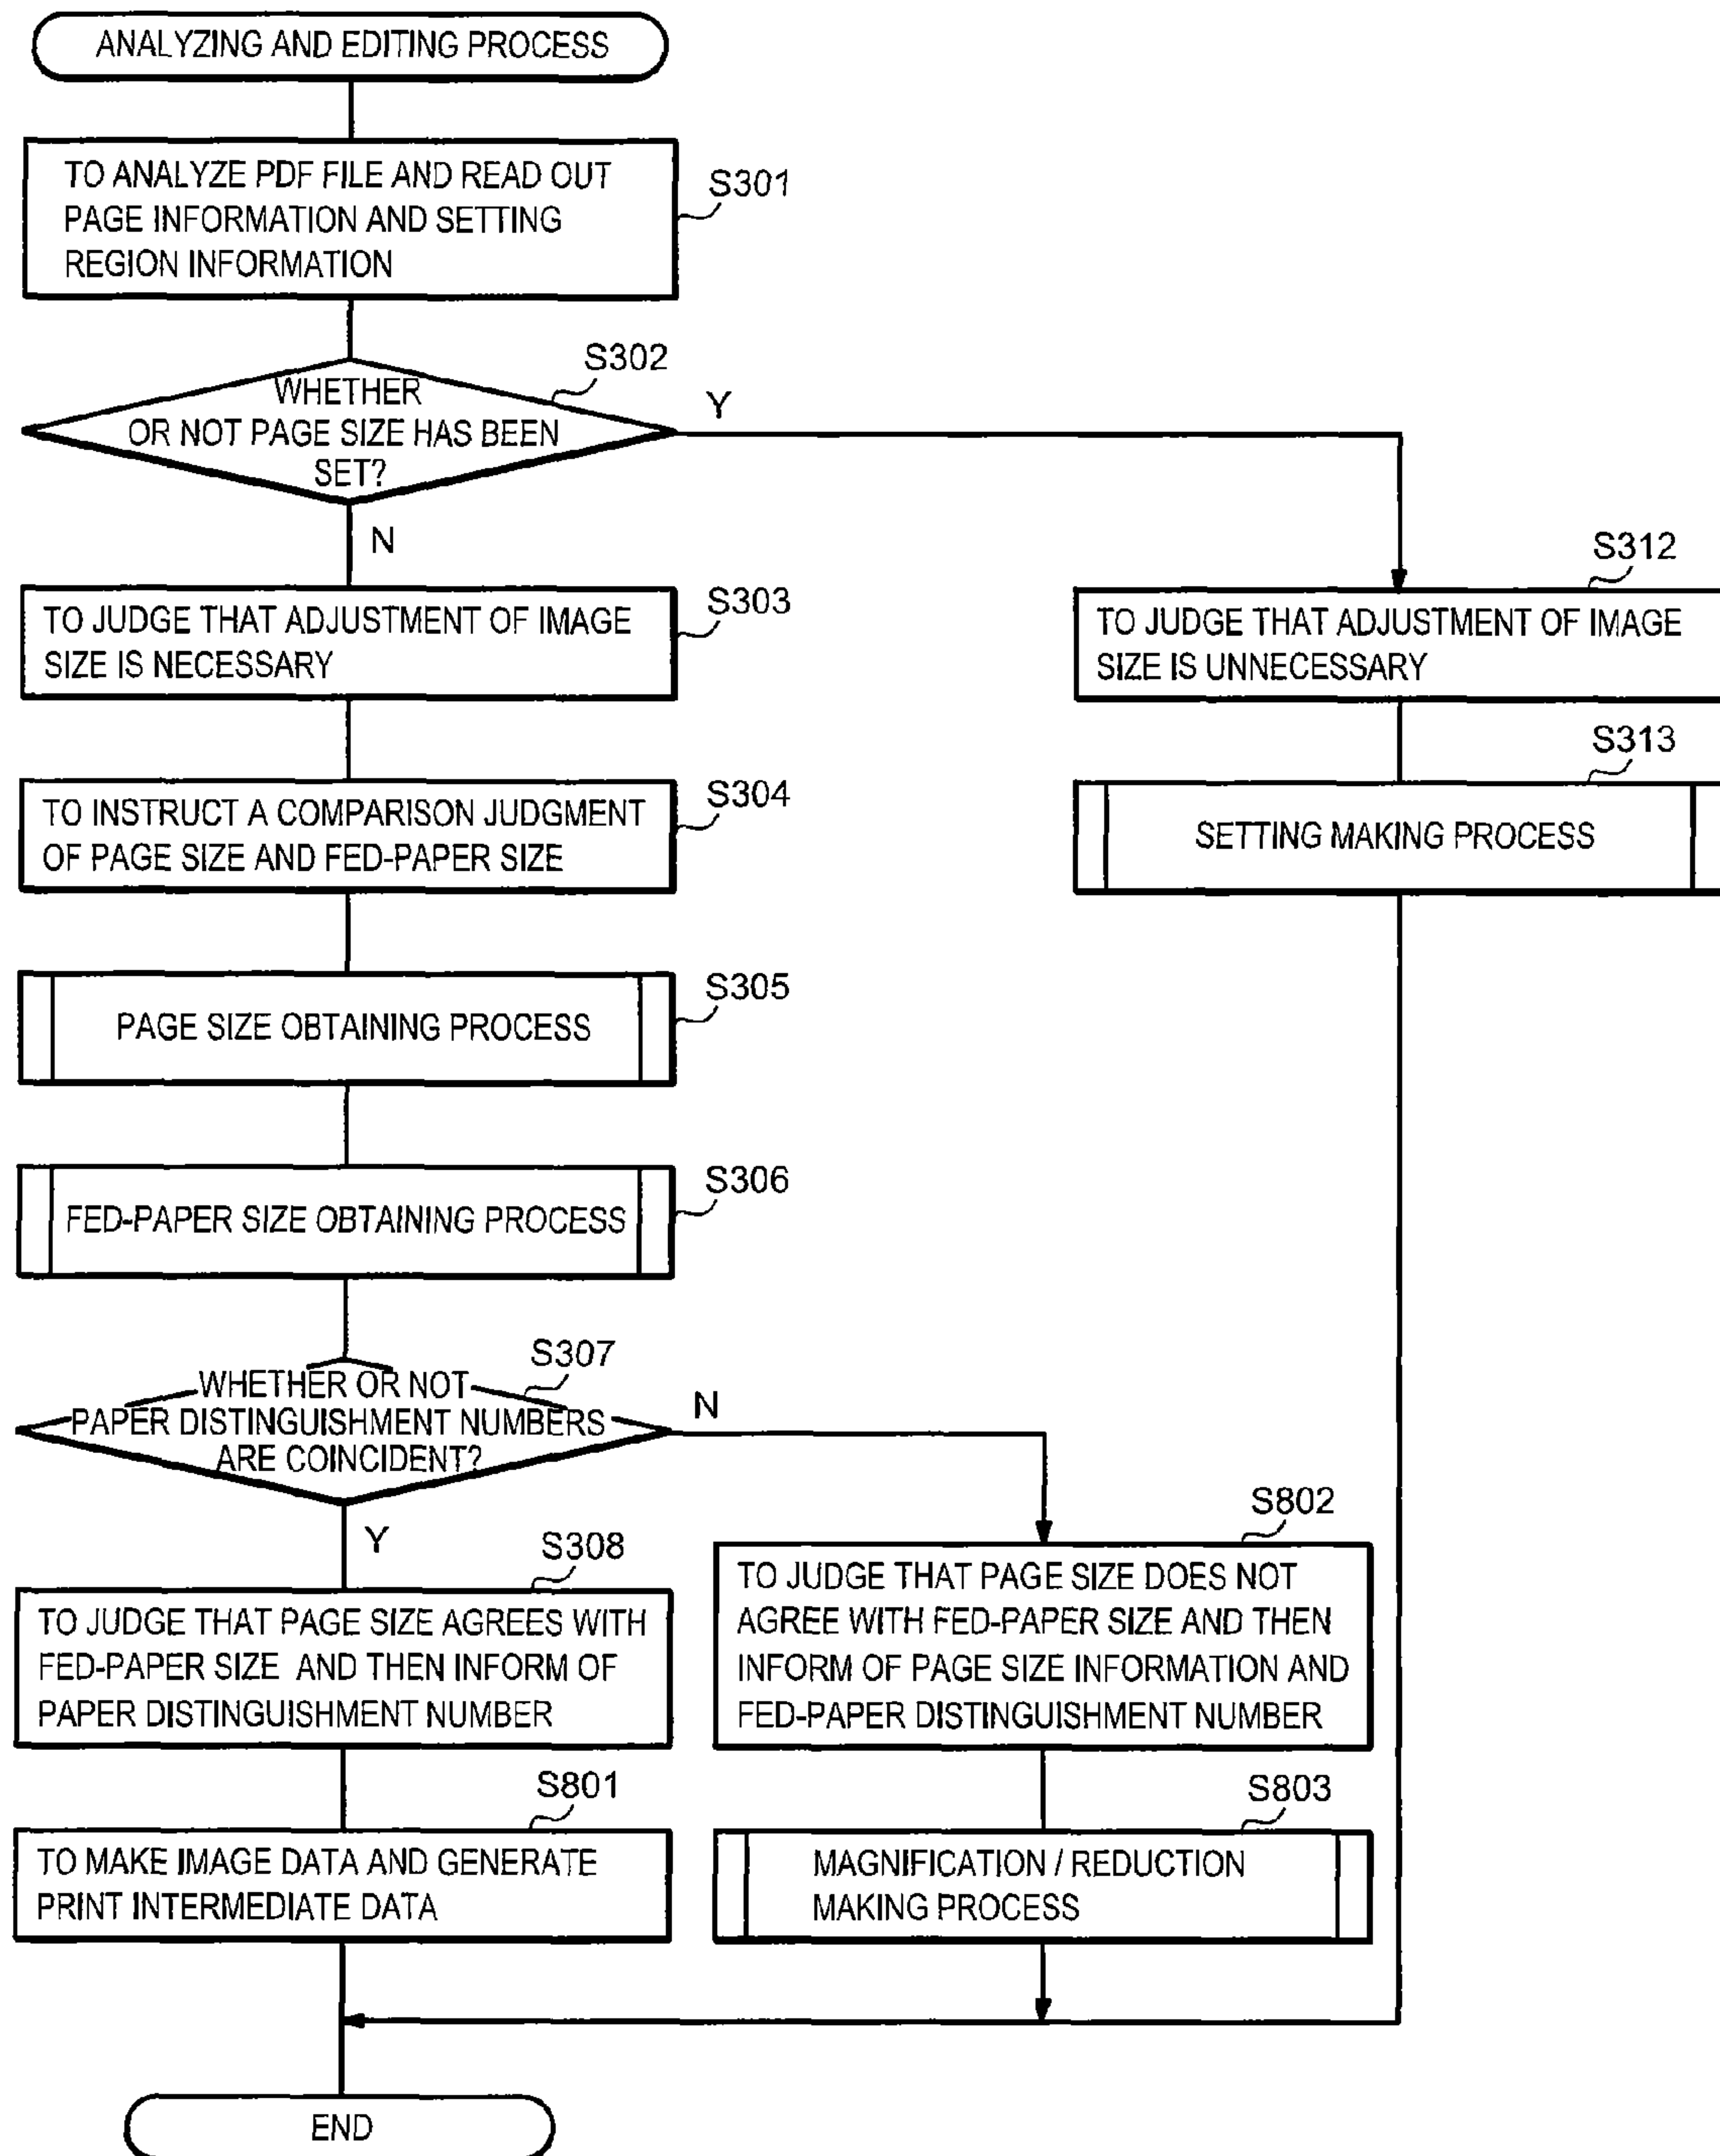 ANALYZING AND EDITING PROCESS
TO ANALYZE PDF FILE AND READ OUT
PAGE INFORMATION AND SETTING
REGION INFORMATION
S301
S302
WHETHER
OR NOT PAGE SIZE HAS BEEN
SET?
Y
N
S303
TO JUDGE THAT ADJUSTMENT OF IMAGE
SIZE IS NECESSARY
S312
TO JUDGE THAT ADJUSTMENT OF IMAGE
SIZE IS UNNECESSARY
S304
TO INSTRUCT A COMPARISON JUDGMENT
OF PAGE SIZE AND FED-PAPER SIZE
S313
SETTING MAKING PROCESS
S305
PAGE SIZE OBTAINING PROCESS
S306
FED-PAPER SIZE OBTAINING PROCESS
S307
WHETHER OR NOT
PAPER DISTINGUISHMENT NUMBERS
ARE COINCIDENT?
N
Y
S308
TO JUDGE THAT PAGE SIZE AGREES WITH
FED-PAPER SIZE AND THEN INFORM OF
PAPER DISTINGUISHMENT NUMBER
S802
TO JUDGE THAT PAGE SIZE DOES NOT
AGREE WITH FED-PAPER SIZE AND THEN
INFORM OF PAGE SIZE INFORMATION AND
FED-PAPER DISTINGUISHMENT NUMBER
S801
TO MAKE IMAGE DATA AND GENERATE
PRINT INTERMEDIATE DATA
S803
MAGNIFICATION / REDUCTION
MAKING PROCESS
END